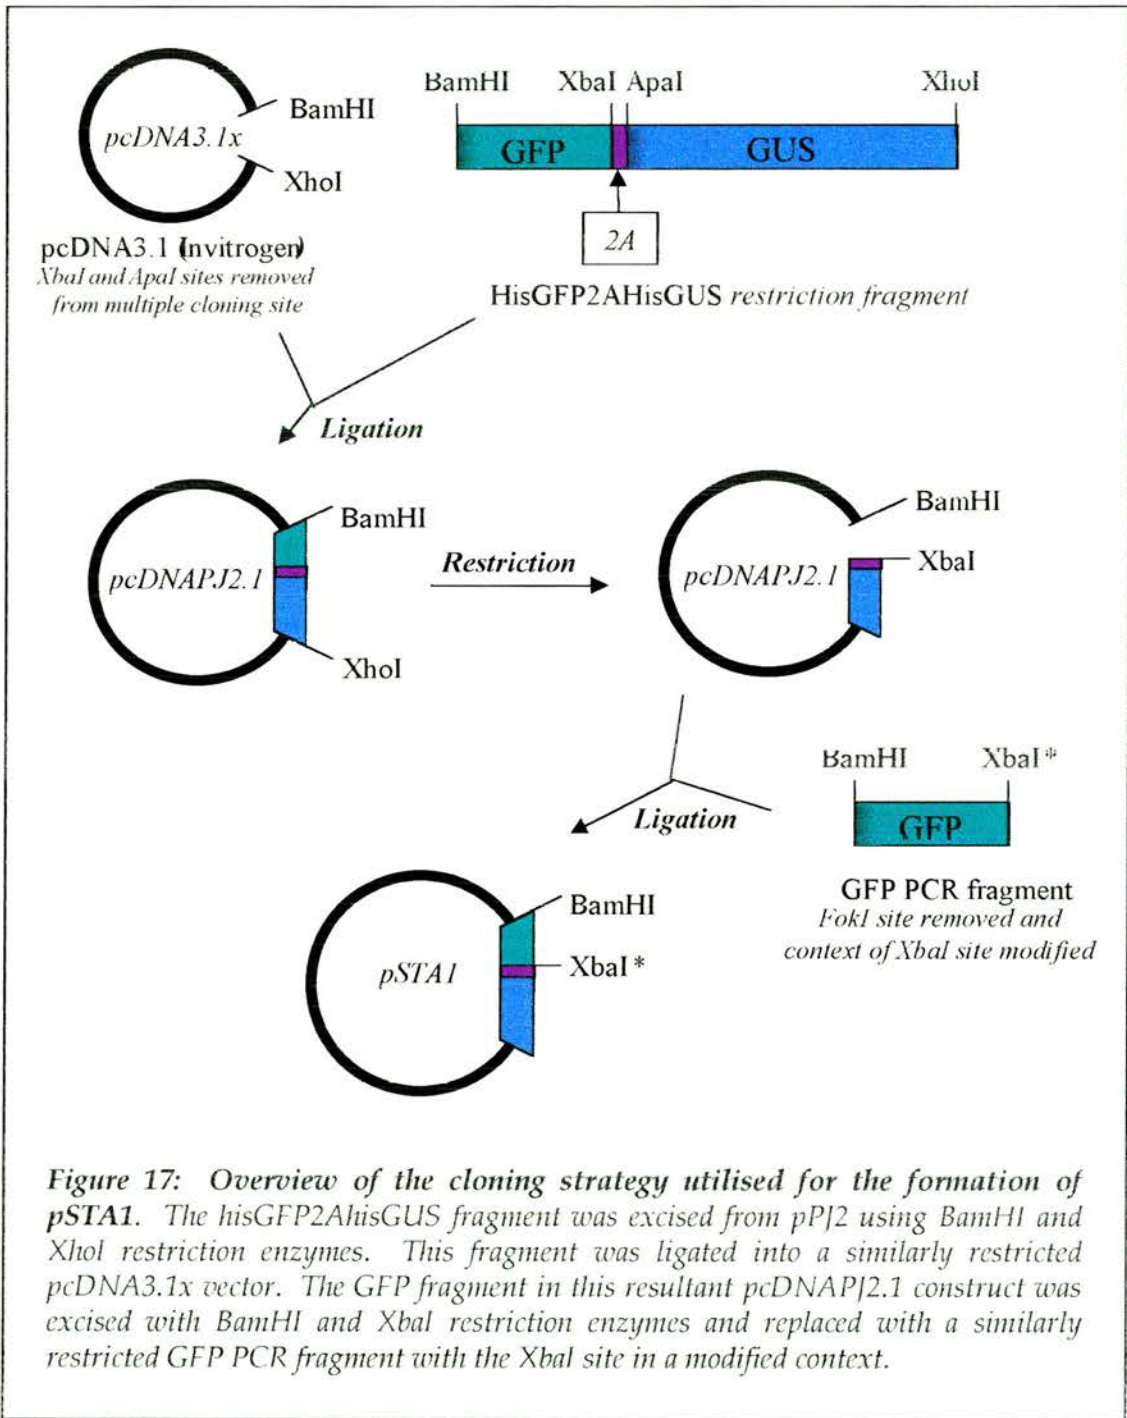 BamHI XbaI ApaI XhoI
BamHI
pcDNA3.1x
GFP GUS
XhoI
2A
pcDNA3.1 (Invitrogen)
XbaI and ApaI sites removed
from multiple cloning site
HisGFP2AHisGUS restriction fragment
Ligation
BamHI
pcDNAPJ2.1
XhoI
Restriction
BamHI
pcDNAPJ2.1
XbaI
BamHI XbaI*
Ligation
GFP
GFP PCR fragment
FokI site removed and
context of XbaI site modified
BamHI
XbaI*
pSTA1
Figure 17: Overview of the cloning strategy utilised for the formation of
pSTA1. The hisGFP2AhisGUS fragment was excised from pPJ2 using BamHI and
XhoI restriction enzymes. This fragment was ligated into a similarly restricted
pcDNA3.1x vector. The GFP fragment in this resultant pcDNAPJ2.1 construct was
excised with BamHI and XbaI restriction enzymes and replaced with a similarly
restricted GFP PCR fragment with the XbaI site in a modified context.